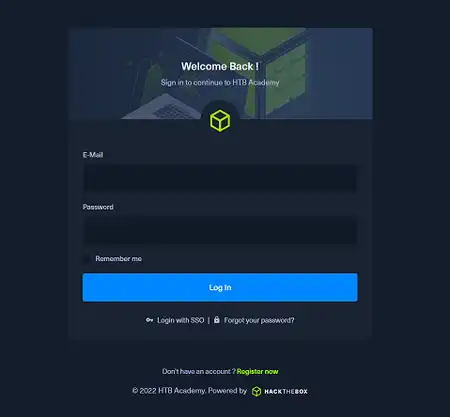 Welcome Back !
Sign in to continue to HTB Academy
E-Mail
Password
Remember me
Log In
Login with SSO | Forgot your password?
Don't have an account ? Register now
© 2022 HTB Academy. Powered by HACKTHEBOX